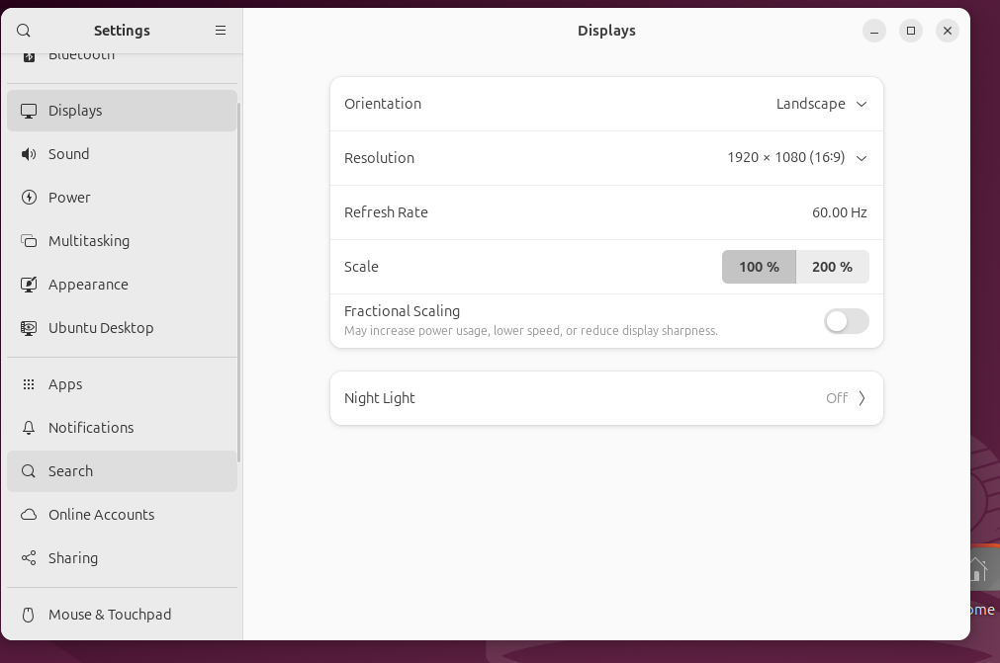 Settings
Displays
Bluetooth
Displays
Sound
Power
Multitasking
Appearance
Ubuntu Desktop
Apps
Notifications
Search
Online Accounts
Sharing
Mouse & Touchpad
Orientation
Landscape
Resolution
1920 × 1080 (16∶9)
Refresh Rate
60.00 Hz
Scale
100 %
200 %
Fractional Scaling
May increase power usage, lower speed, or reduce display sharpness.
Night Light
Off